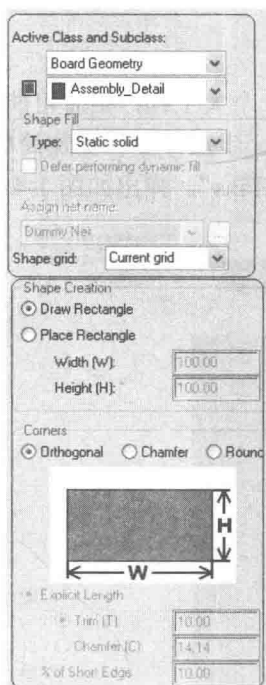 Active Class and Subclass:
Board Geometry
Assembly_Detail
Shape Fill
Type: Static solid
Defer performing dynamic fill
Assign net name:
Dummy Net
...
Shape grid: Current grid
Shape Creation
Draw Rectangle
Place Rectangle
Width (W): 100.00
Height (H): 100.00
Corners
Orthogonal Chamfer Round
H
W
Explicit Length
Trim (T) 10.00
Chamfer (C): 14.14
% of Short Edge 10.00